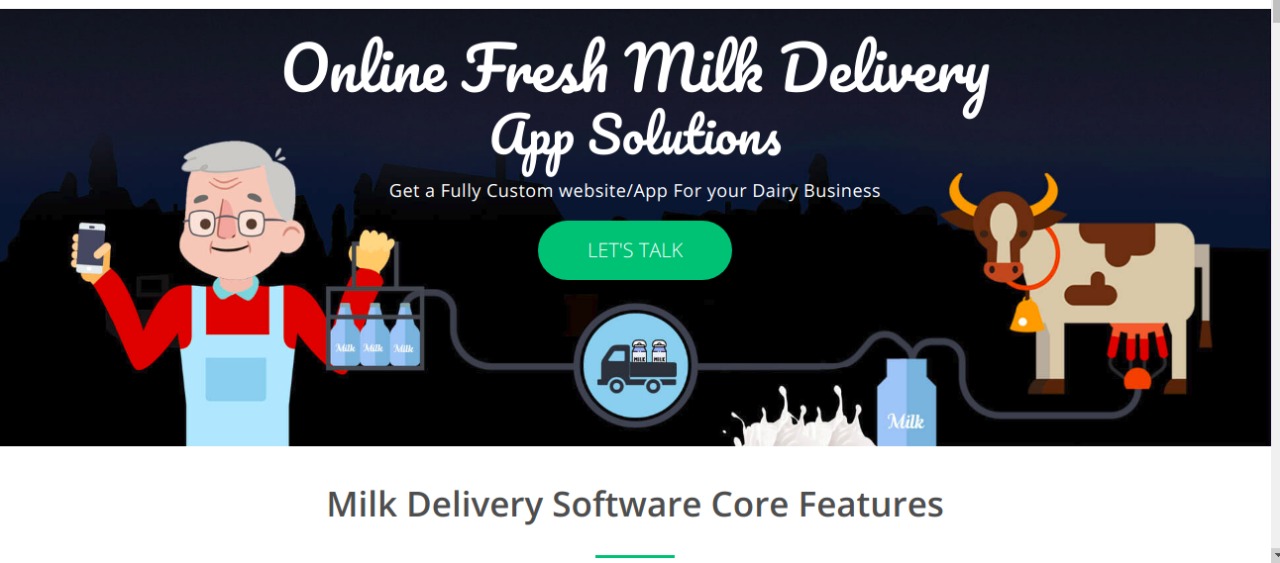 Online Fresh Milk Delivery
App Solutions
Get a Fully Custom website/App For your Dairy Business
LET'S TALK
Milk Milk Milk
MILK MILK
Milk
Milk Delivery Software Core Features